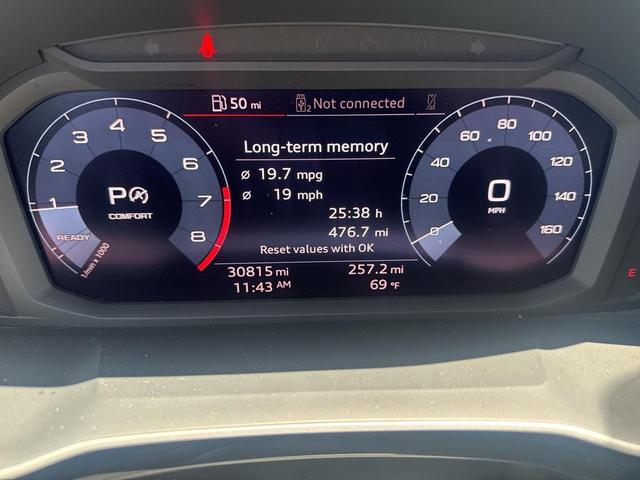 50 mi
2 Not connected
Long-term memory
Ø 19.7 mpg
Ø 19 mph
25:38 h
476.7 mi
Reset values with OK
30815 mi 257.2 mi
11:43 AM 69 °F
1 2 3 4 5 6 7 8
P A
COMFORT
READY
1/min x 1000
0 20 40 60 80 100 120 140 160
0
MPH
E